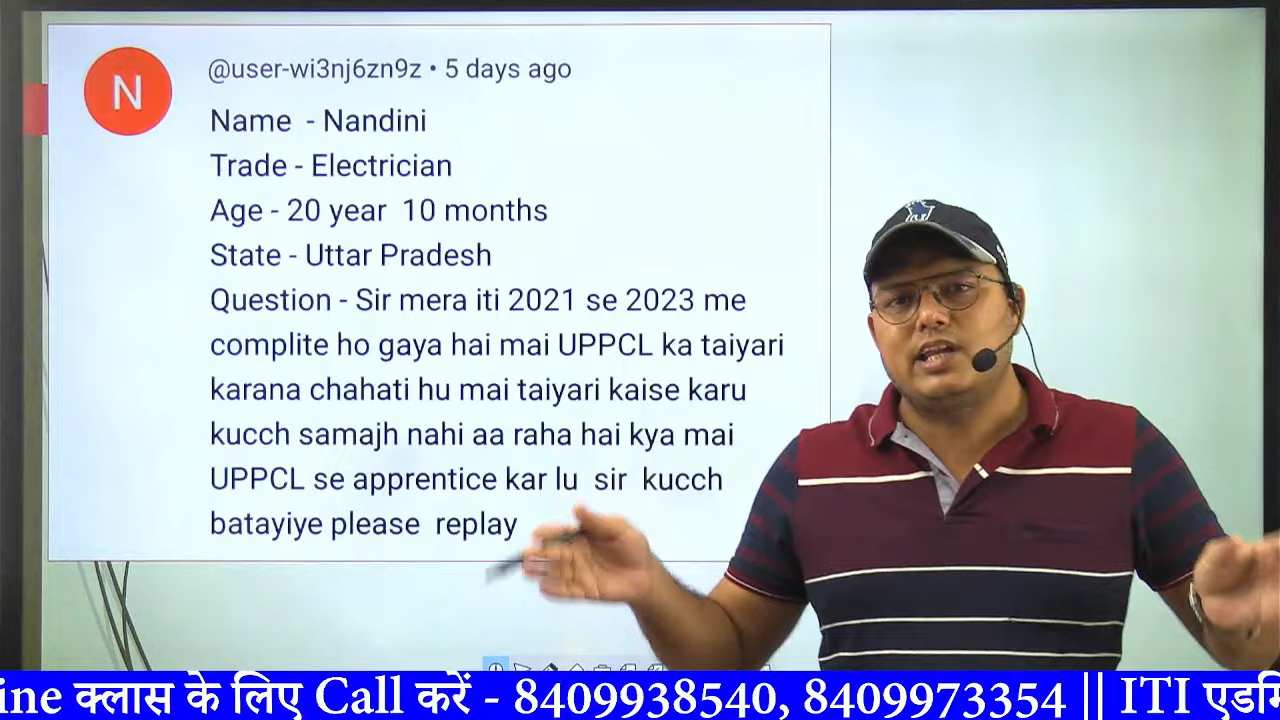 N
@user-wi3nj6zn9z • 5 days ago
Name - Nandini
Trade - Electrician
Age - 20 year 10 months
State - Uttar Pradesh
Question - Sir mera iti 2021 se 2023 me
complite ho gaya hai mai UPPCL ka taiyari
karana chahati hu mai taiyari kaise karu
kucch samajh nahi aa raha hai kya mai
UPPCL se apprentice kar lu sir kucch
batayiye please replay
ine क्लास के लिए Call करें - 8409938540, 8409973354 || ITI एडमि